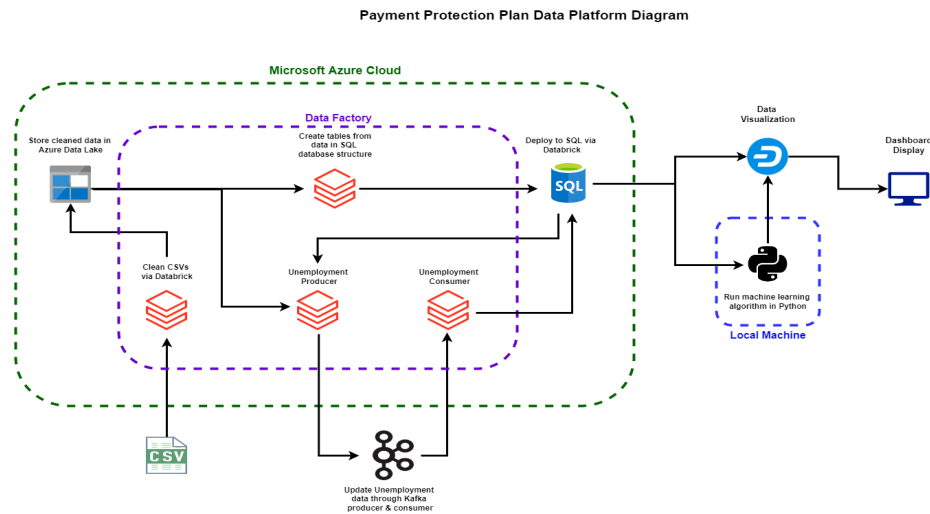 Payment Protection Plan Data Platform Diagram
Microsoft Azure Cloud
Data Factory
Store cleaned data in
Azure Data Lake
Create tables from
data in SQL
database structure
Deploy to SQL via
Databrick
SQL
Data
Visualization
Dashboard
Display
Clean CSVs
via Databrick
Unemployment
Producer
Unemployment
Consumer
Run machine learning
algorithm in Python
Local Machine
CSV
Update Unemployment
data through Kafka
producer & consumer